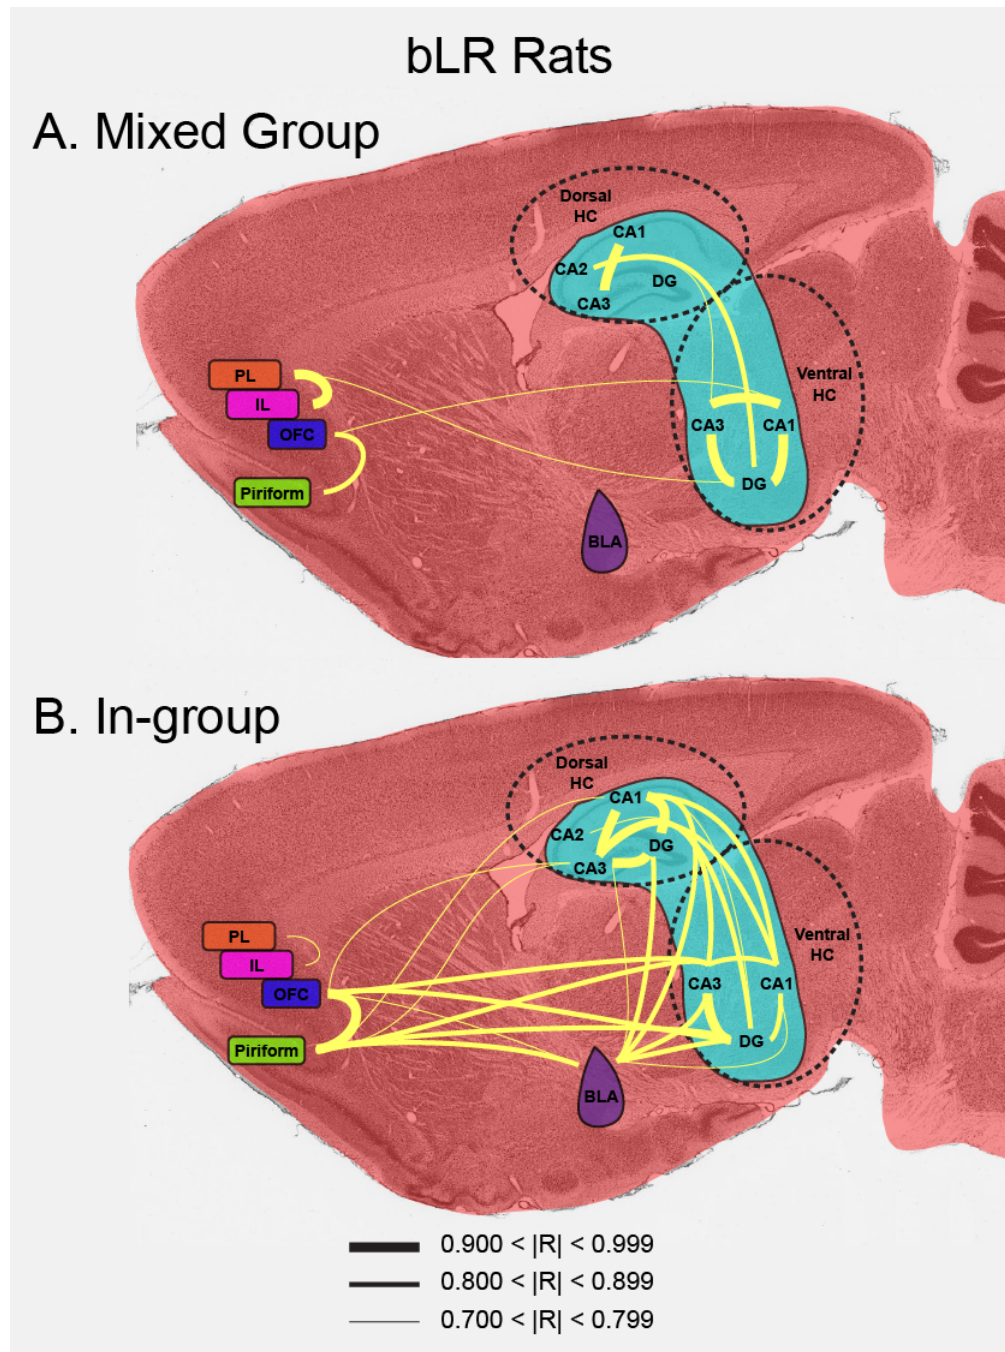 bLR Rats
A. Mixed Group
Dorsal
HC
CA1
CA2
DG
CA3
Ventral
HC
PL
IL
OFC
CA3
CA1
Piriform
DG
BLA
B. In-group
Dorsal
HC
CA1
CA2
DG
CA3
Ventral
HC
PL
IL
OFC
CA3
CA1
Piriform
DG
BLA
0.900 < |R| < 0.999
0.800 < |R| < 0.899
0.700 < |R| < 0.799